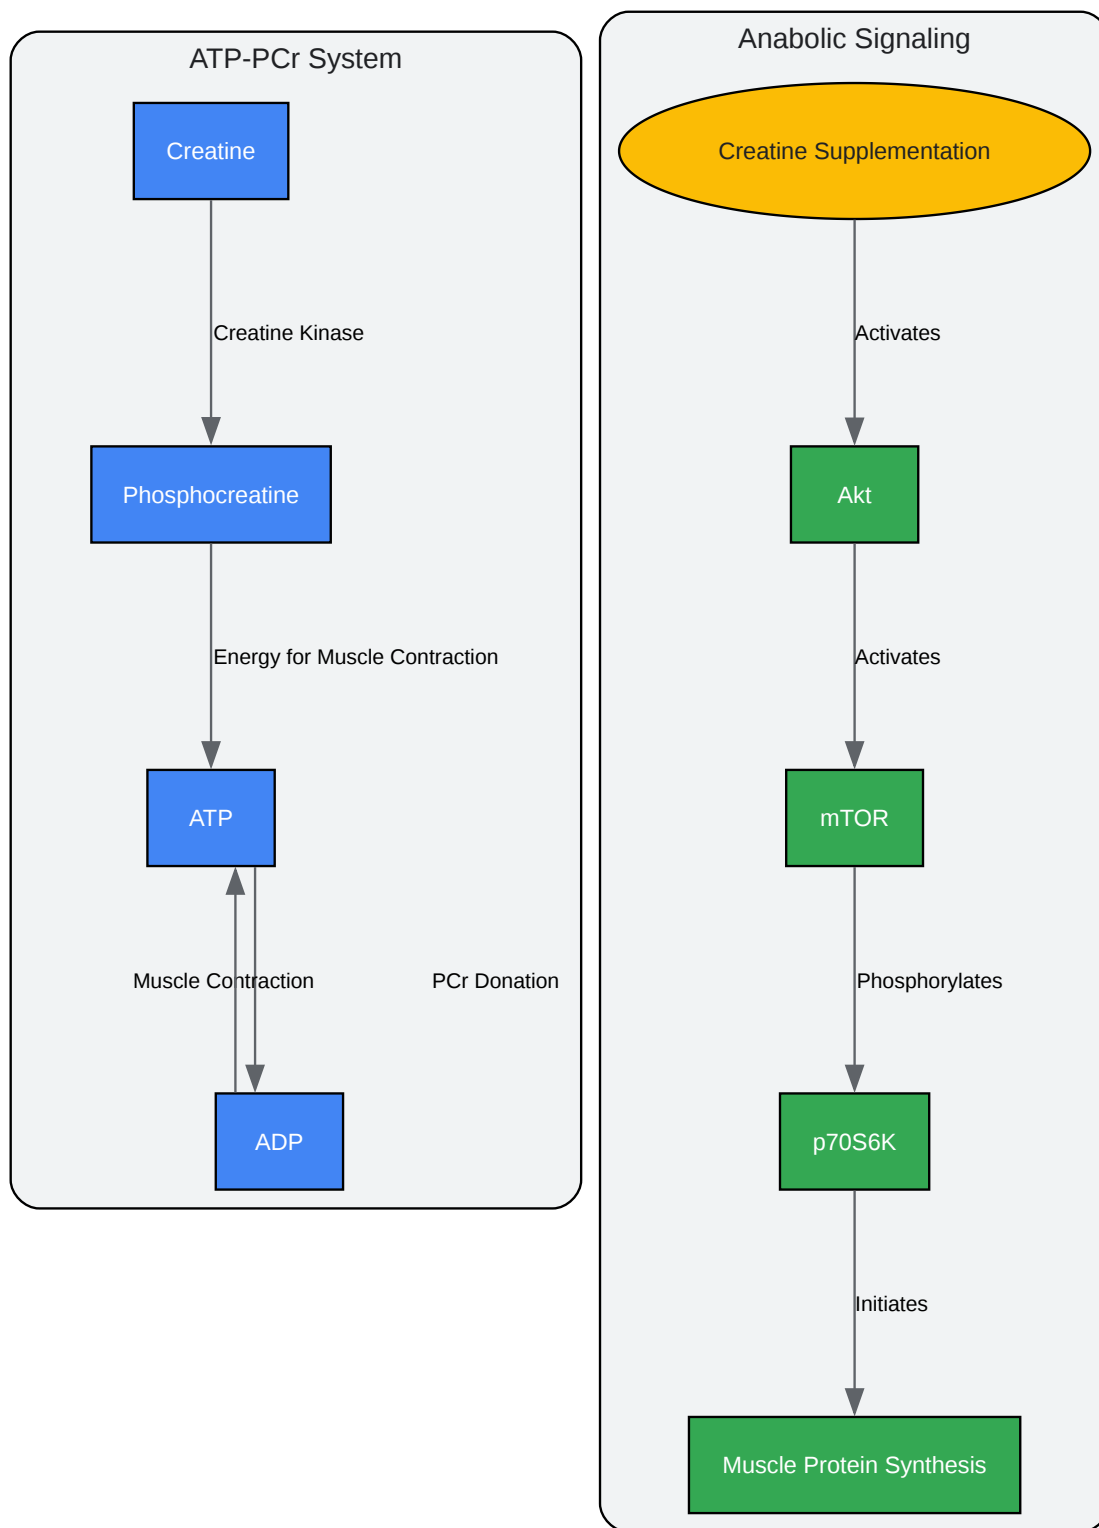 ATP-PCr System
Creatine
Creatine Kinase
Phosphocreatine
Energy for Muscle Contraction
ATP
Muscle Contraction
PCr Donation
ADP
Anabolic Signaling
Creatine Supplementation
Activates
Akt
Activates
mTOR
Phosphorylates
p70S6K
Initiates
Muscle Protein Synthesis